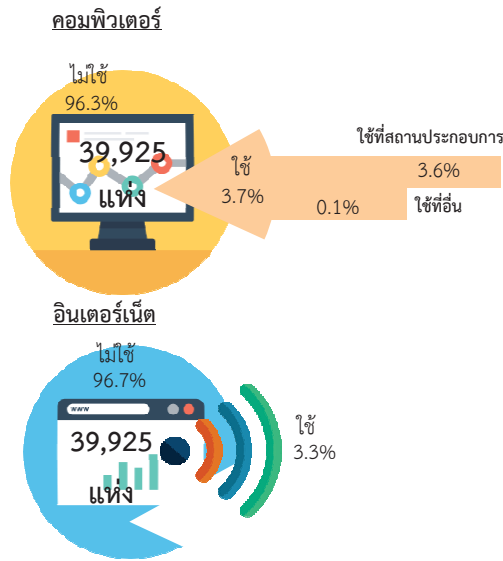 คอมพิวเตอร์
ไม่ใช้
96.3%
39,925
แห่ง
ใช้
3.7%
ใช้ที่สถานประกอบการ
3.6%
0.1%
ใช้ที่อื่น
อินเตอร์เน็ต
ไม่ใช้
96.7%
www
39,925
แห่ง
ใช้
3.3%